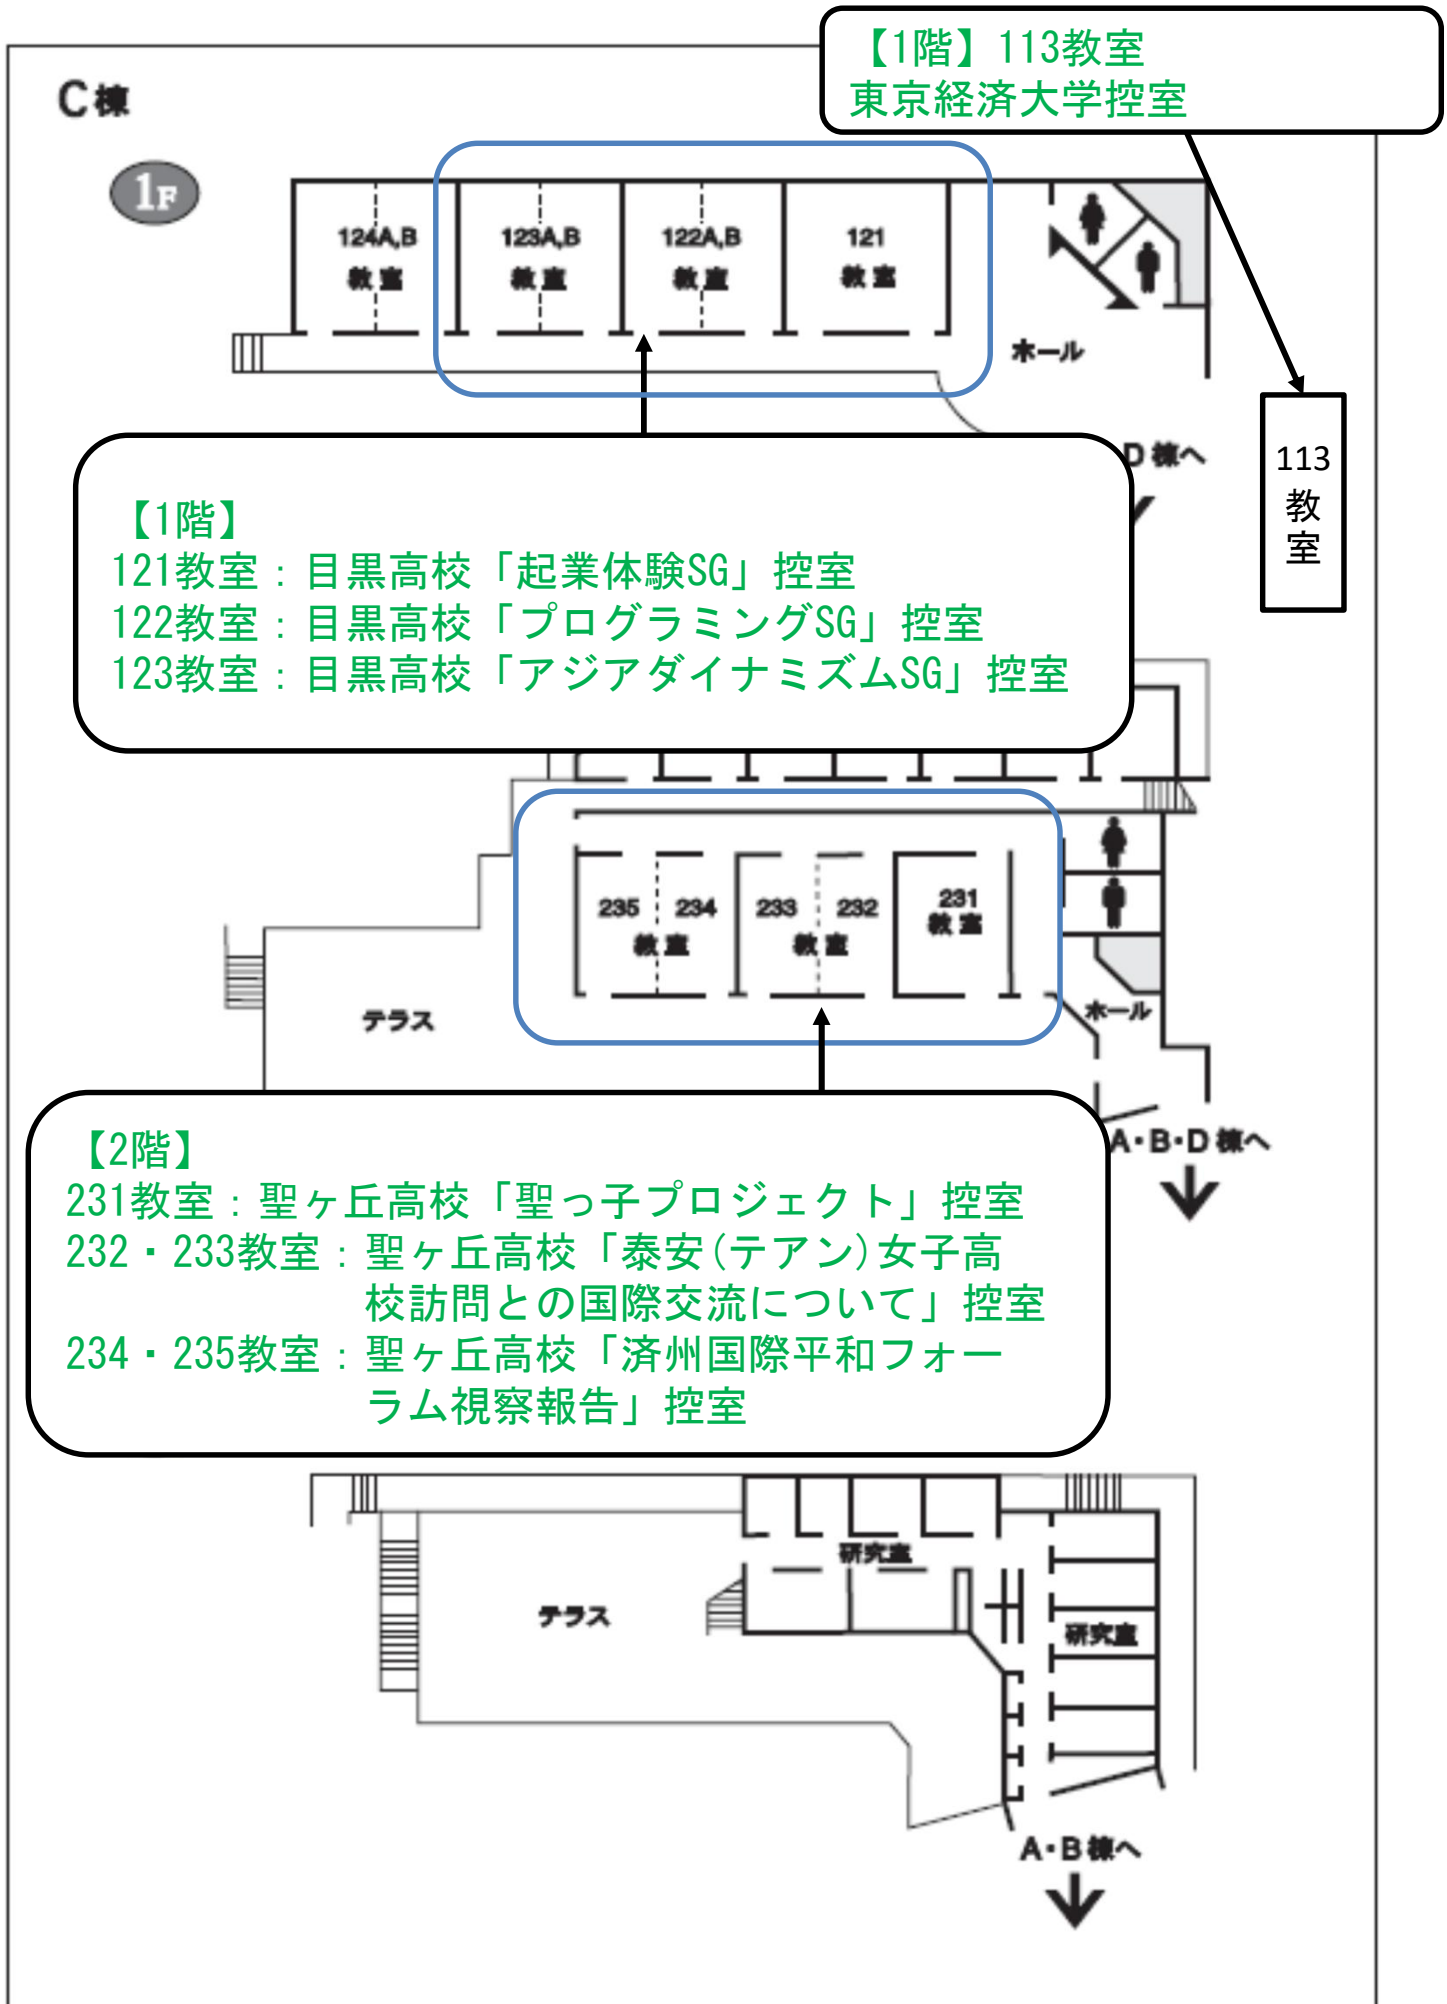 【1階】113教室
東京経済大学控室
C棟
1F
124A,B
教室
123A,B
教室
122A,B
教室
121
教室
ホール
D棟へ
113
教
室
【1階】
121教室：目黒高校「起業体験SG」控室
122教室：目黒高校「プログラミングSG」控室
123教室：目黒高校「アジアダイナミズムSG」控室
235
234
教室
233
232
教室
231
教室
テラス
ホール
A・B・D棟へ
【2階】
231教室：聖ヶ丘高校「聖っ子プロジェクト」控室
232・233教室：聖ヶ丘高校「泰安(テアン)女子高
校訪問との国際交流について」控室
234・235教室：聖ヶ丘高校「済州国際平和フォー
ラム視察報告」控室
研究室
テラス
研究室
A・B棟へ